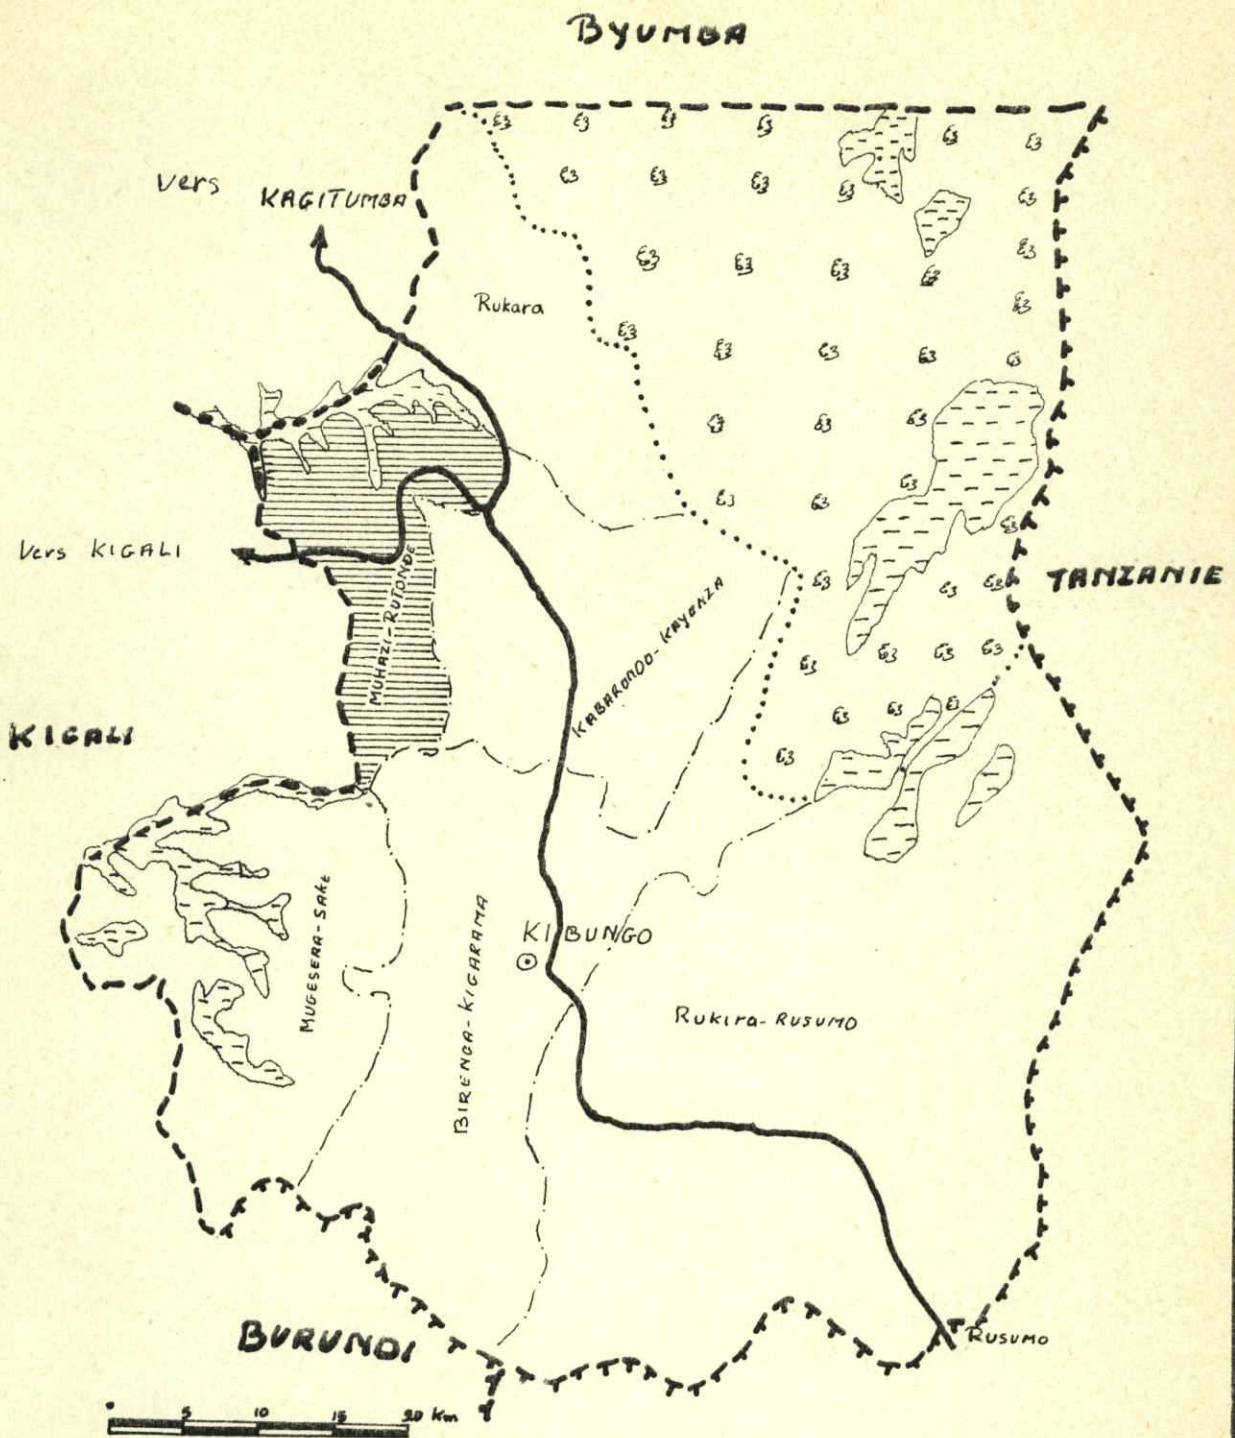 BYUMBA
Vers KAGITUMBA
Rukara
Vers KIGALI
MUHAZI-RUTONDE
KABARONDO-KAYONZA
TANZANIE
KIGALI
MUGESERA-SAKE
BIRENGA-KIGARAMA
KIBUNGO
Rukira-RUSUMO
BURUNDI
RUSUMO
5 10 15 20 Km